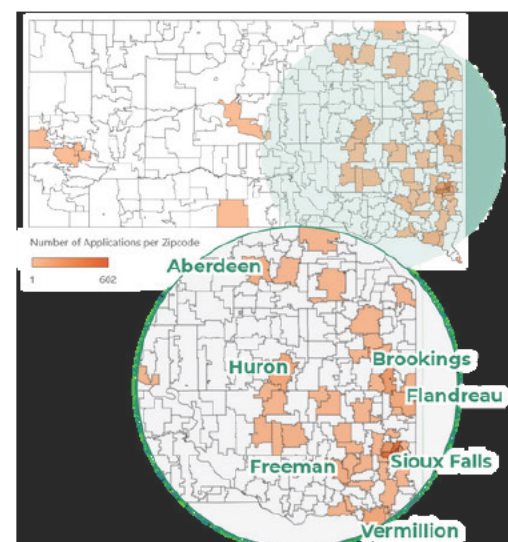 Number of Applications per Zipcode
1 602
Aberdeen
Huron
Brookings
Flandreau
Freeman
Sioux Falls
Vermillion